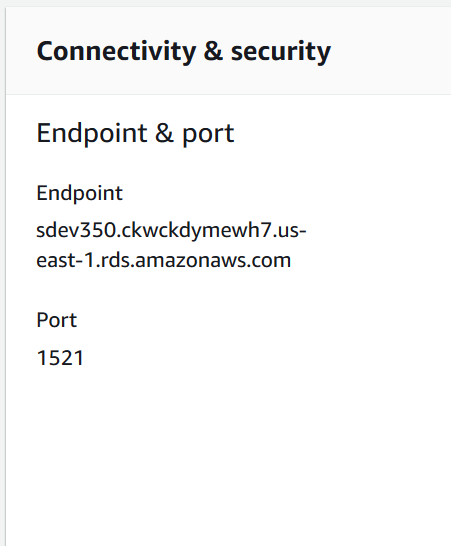 Connectivity & security
Endpoint & port
Endpoint
sdev350.ckwckdymewh7.us-
east-1.rds.amazonaws.com
Port
1521